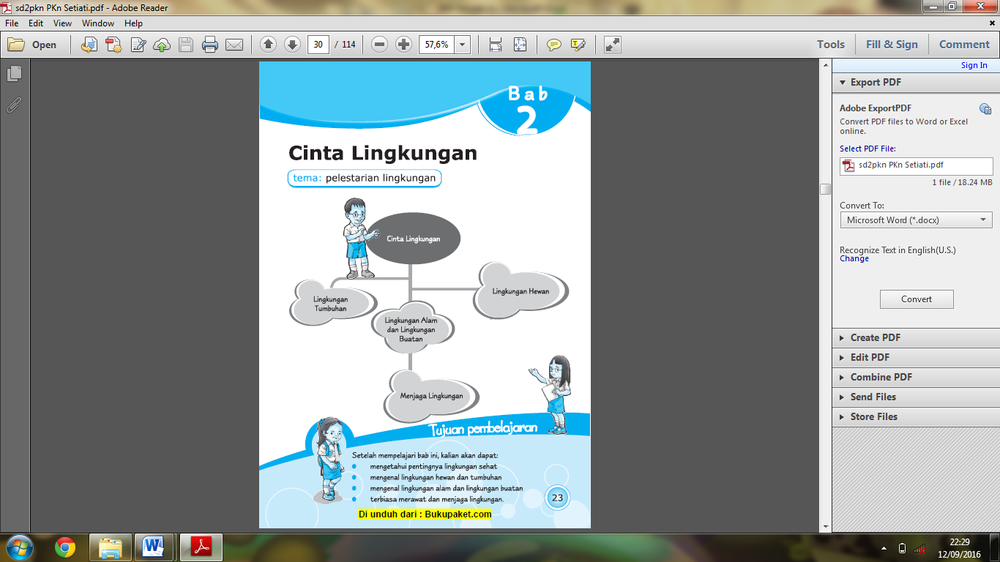 sd2pkn PKn Setiati.pdf - Adobe Reader
File Edit View Window Help
Open 30 / 114 57,6% Tools Fill & Sign Comment
Sign In
Export PDF
Adobe ExportPDF
Convert PDF files to Word or Excel
online.
Select PDF File:
sd2pkn PKn Setiati.pdf
1 file / 18.24 MB
Convert To:
Microsoft Word (*.docx)
Recognize Text in English(U.S.)
Change
Convert
Create PDF
Edit PDF
Combine PDF
Send Files
Store Files
Bab
2
Cinta Lingkungan
tema: pelestarian lingkungan
Cinta Lingkungan
Lingkungan
Tumbuhan
Lingkungan Hewan
Lingkungan Alam
dan Lingkungan
Buatan
Menjaga Lingkungan
Tujuan pembelajaran
Setelah mempelajari bab ini, kalian akan dapat:
mengetahui pentingnya lingkungan sehat
mengenal lingkungan hewan dan tumbuhan
mengenal lingkungan alam dan lingkungan buatan
terbiasa merawat dan menjaga lingkungan.
23
Di unduh dari : Bukupaket.com
22:29
12/09/2016